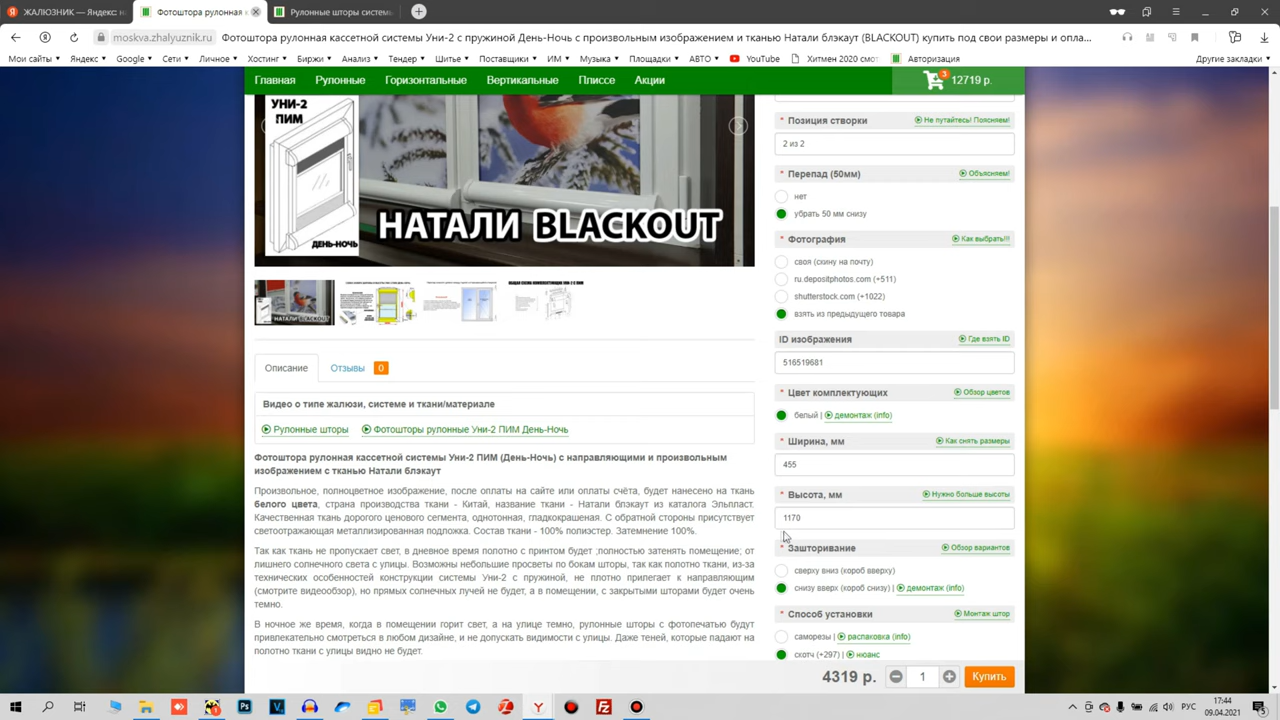 ЖАЛЮЗНИК — Яндекс: н
Фотоштора рулонная к
Рулонные шторы систем
moskva.zhalyuznik.ru
Фотоштора рулонная кассетной системы Уни-2 с пружиной День-Ночь с произвольным изображением и тканью Натали блэкаут (BLACKOUT) купить под свои размеры и опла...
Мои сайты
Яндекс
Google
Сети
Личное
Хостинг
Биржи
Анализ
Тендер
Шитье
Поставщики
ИМ
Музыка
Площадки
АВТО
YouTube
Хитмен 2020 смот
Авторизация
Другие закладки
Главная
Рулонные
Горизонтальные
Вертикальные
Плиссе
Акции
3
12719 р.
УНИ-2
ПИМ
ДЕНЬ-НОЧЬ
НАТАЛИ BLACKOUT
Описание
Отзывы
0
Видео о типе жалюзи, системе и ткани/материале
Рулонные шторы
Фотошторы рулонные Уни-2 ПИМ День-Ночь
Фотоштора рулонная кассетной системы Уни-2 ПИМ (День-Ночь) с направляющими и произвольным
изображением с тканью Натали блэкаут
Произвольное, полноцветное изображение, после оплаты на сайте или оплаты счёта, будет нанесено на ткань
белого цвета, страна производства ткани - Китай, название ткани - Натали блэкаут из каталога Эльпласт.
Качественная ткань дорогого ценового сегмента, однотонная, гладкокрашеная. С обратной стороны присутствует
светоотражающая металлизированная подложка. Состав ткани - 100% полиэстер. Затемнение 100%.
Так как ткань не пропускает свет, в дневное время полотно с принтом будет ;полностью затенять помещение; от
лишнего солнечного света с улицы. Возможны небольшие просветы по бокам шторы, так как полотно ткани, из-за
технических особенностей конструкции системы Уни-2 с пружиной, не плотно прилегает к направляющим
(смотрите видеообзор), но прямых солнечных лучей не будет, а в помещении, с закрытыми шторами будет очень
темно.
В ночное же время, когда в помещении горит свет, а на улице темно, рулонные шторы с фотопечатью будут
привлекательно смотреться в любом дизайне, и не допускать видимости с улицы. Даже теней, которые падают на
полотно ткани с улицы видно не будет.
* Позиция створки
Не путайтесь! Поясняем!
2 из 2
* Перепад (50мм)
Объясняем!
нет
убрать 50 мм снизу
* Фотография
Как выбрать!!!
своя (скину на почту)
ru.depositphotos.com (+511)
shutterstock.com (+1022)
взять из предыдущего товара
ID изображения
Где взять ID
516519681
* Цвет комплектующих
Обзор цветов
белый | демонтаж (info)
* Ширина, мм
Как снять размеры
455
* Высота, мм
Нужно больше высоты
1170
* Зашторивание
Обзор вариантов
сверху вниз (короб вверху)
снизу вверх (короб снизу) | демонтаж (info)
* Способ установки
Монтаж штор
саморезы | распаковка (info)
скотч (+297) | нюанс
4319 р.
1
Купить
РУС
17:44
09.04.2021
5